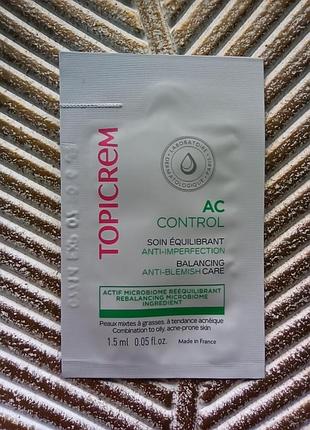 TOPICREM
LABORATOIRE DERMATOLOGIQUE
AC
CONTROL
SOIN ÉQUILIBRANT
ANTI-IMPERFECTION
BALANCING
ANTI-BLEMISH CARE
ACTIF MICROBIOME RÉÉQUILIBRANT
REBALANCING MICROBIOME
INGREDIENT
Peaux mixtes à grasses, à tendance acnéique
Combination to oily, acne-prone skin
1.5 ml 0.05 fl.oz.
Made in France